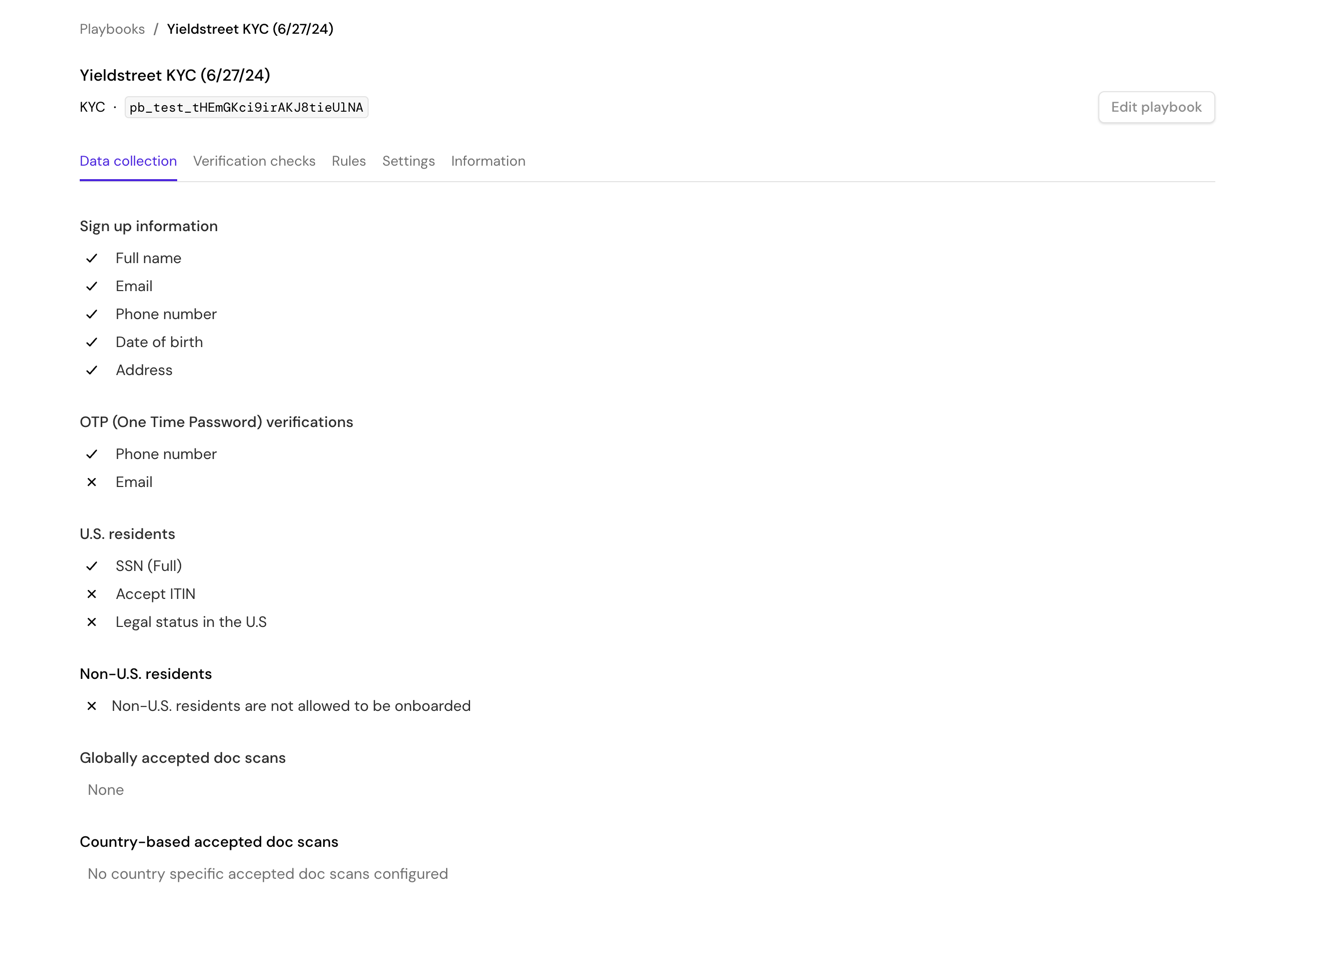 Playbooks / Yieldstreet KYC (6/27/24)
Yieldstreet KYC (6/27/24)
KYC · pb_test_tHEmGKci9irAKJ8tieUlNA
Edit playbook
Data collection Verification checks Rules Settings Information
Sign up information
Full name
Email
Phone number
Date of birth
Address
OTP (One Time Password) verifications
Phone number
Email
U.S. residents
SSN (Full)
Accept ITIN
Legal status in the U.S
Non-U.S. residents
Non-U.S. residents are not allowed to be onboarded
Globally accepted doc scans
None
Country-based accepted doc scans
No country specific accepted doc scans configured